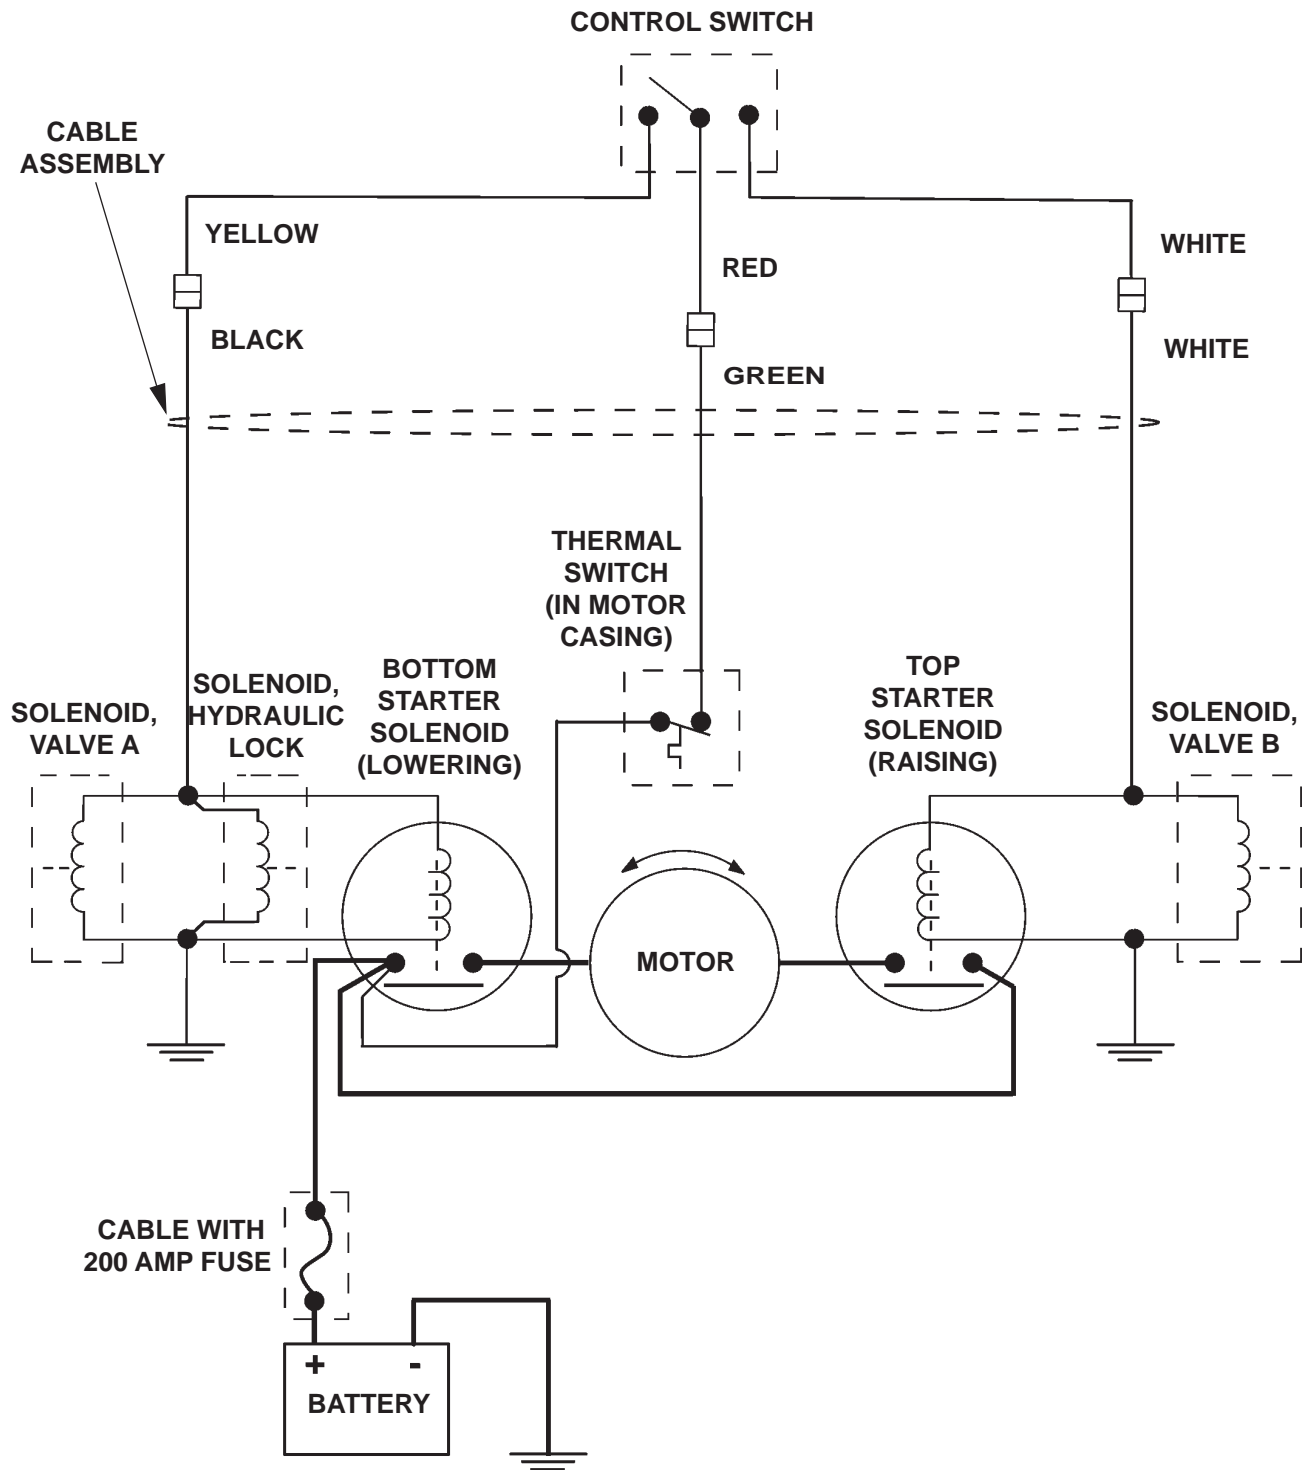 CONTROL SWITCH
CABLE
ASSEMBLY
YELLOW
WHITE
RED
BLACK
WHITE
GREEN
THERMAL
SWITCH
(IN MOTOR
CASING)
SOLENOID,
VALVE A
SOLENOID,
HYDRAULIC
LOCK
BOTTOM
STARTER
SOLENOID
(LOWERING)
TOP
STARTER
SOLENOID
(RAISING)
SOLENOID,
VALVE B
MOTOR
CABLE WITH
200 AMP FUSE
+ -
BATTERY